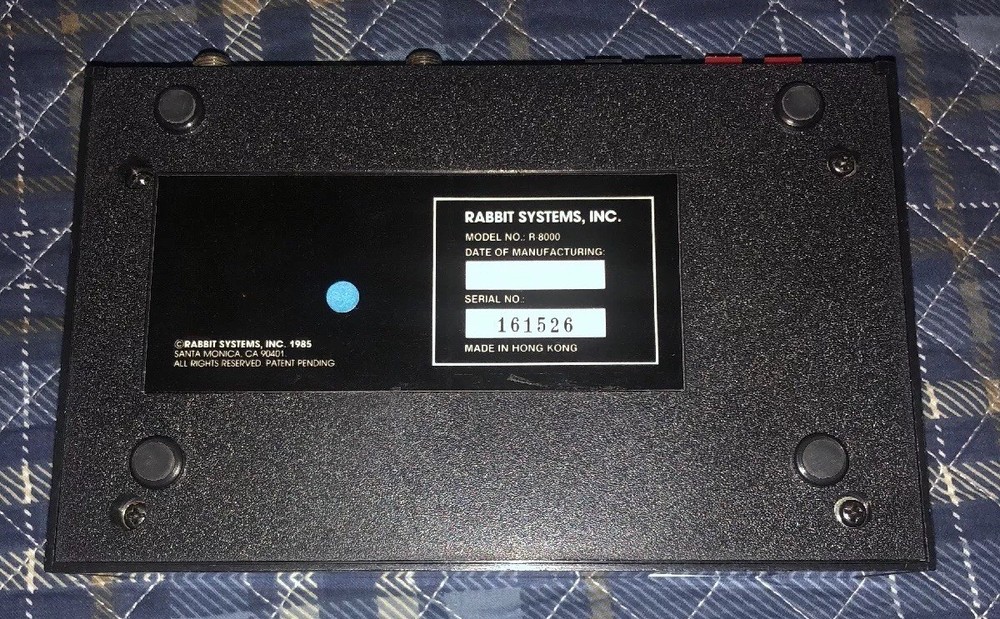 RABBIT SYSTEMS, INC.
MODEL NO.: R-8000
DATE OF MANUFACTURING:
SERIAL NO.:
161526
MADE IN HONG KONG
©RABBIT SYSTEMS, INC. 1985
SANTA MONICA, CA 90401.
ALL RIGHTS RESERVED. PATENT PENDING